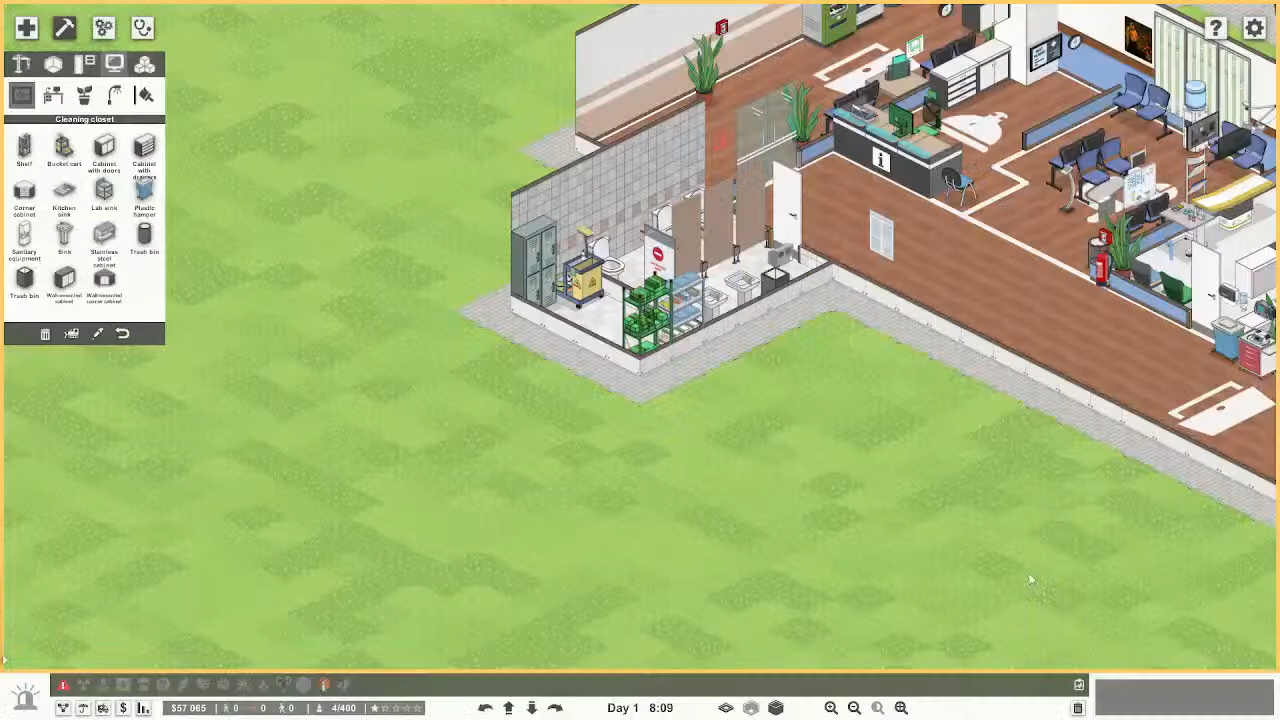 ?
Cleaning closet
Shelf
Bucket cart
Cabinet with doors
Cabinet with drawers
Corner cabinet
Kitchen sink
Lab sink
Plastic hamper
Sanitary equipment
Sink
Stainless steel cabinet
Trash bin
Trash bin
Wall-mounted cabinet
Wall-mounted corner cabinet
i
$57 065
0
0
0
4/400
Day 1
8:09